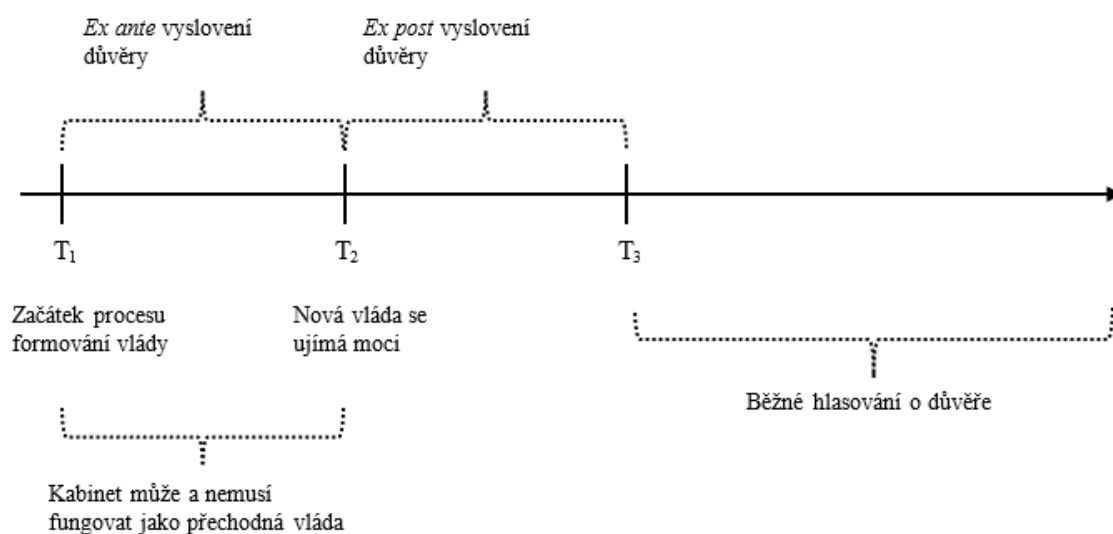 Ex ante vyslovení
důvěry
Ex post vyslovení
důvěry
T1
T2
T3
Začátek procesu
formování vlády
Nová vláda se
ujímá moci
Běžné hlasování o důvěře
Kabinet může a nemusí
fungovat jako přechodná vláda